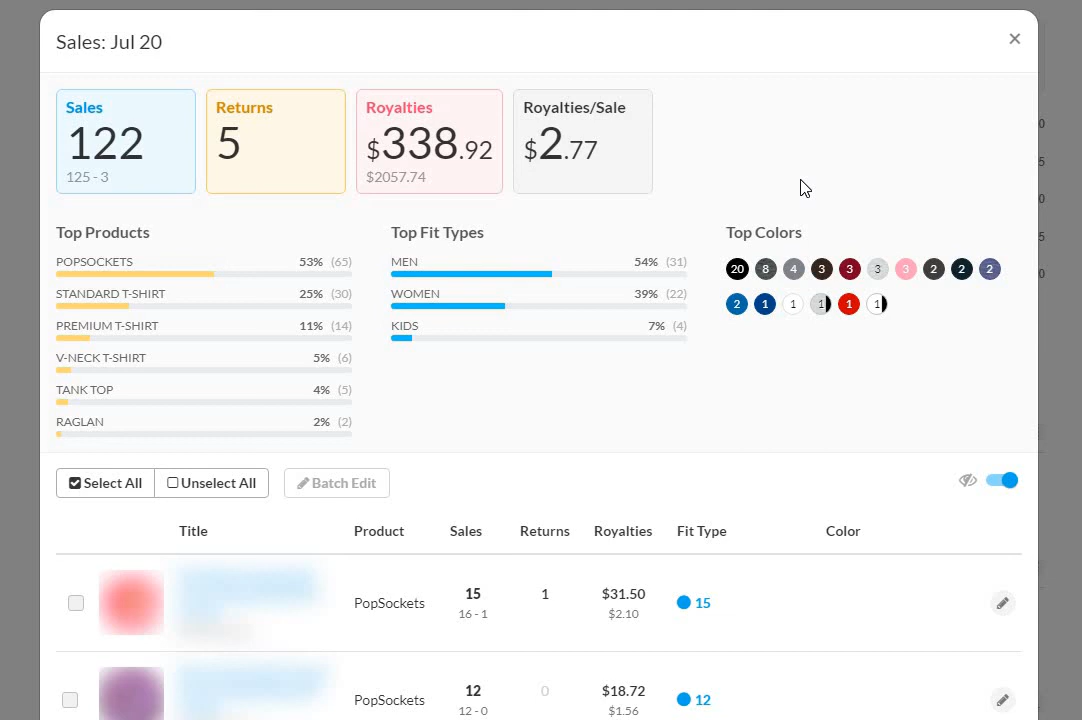 Sales: Jul 20
×
Sales
122
125 - 3
Returns
5
Royalties
$338.92
$2057.74
Royalties/Sale
$2.77
Top Products
POPSOCKETS 53% (65)
STANDARD T-SHIRT 25% (30)
PREMIUM T-SHIRT 11% (14)
V-NECK T-SHIRT 5% (6)
TANK TOP 4% (5)
RAGLAN 2% (2)
Top Fit Types
MEN 54% (31)
WOMEN 39% (22)
KIDS 7% (4)
Top Colors
20 8 4 3 3 3 3 2 2 2
2 1 1 1 1 1
Select All Unselect All Batch Edit
Title Product Sales Returns Royalties Fit Type Color
PopSockets 15 1 $31.50 15
16 - 1 $2.10
PopSockets 12 0 $18.72 12
12 - 0 $1.56